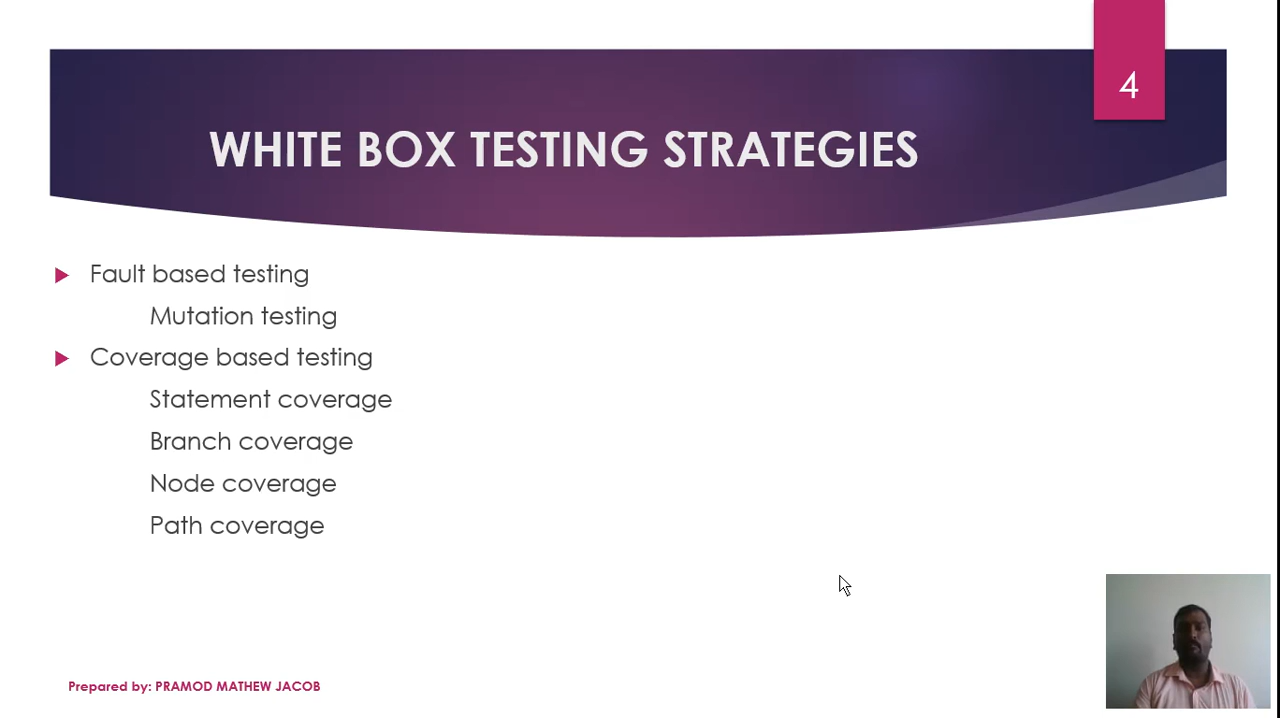 4
WHITE BOX TESTING STRATEGIES
Fault based testing
Mutation testing
Coverage based testing
Statement coverage
Branch coverage
Node coverage
Path coverage
Prepared by: PRAMOD MATHEW JACOB